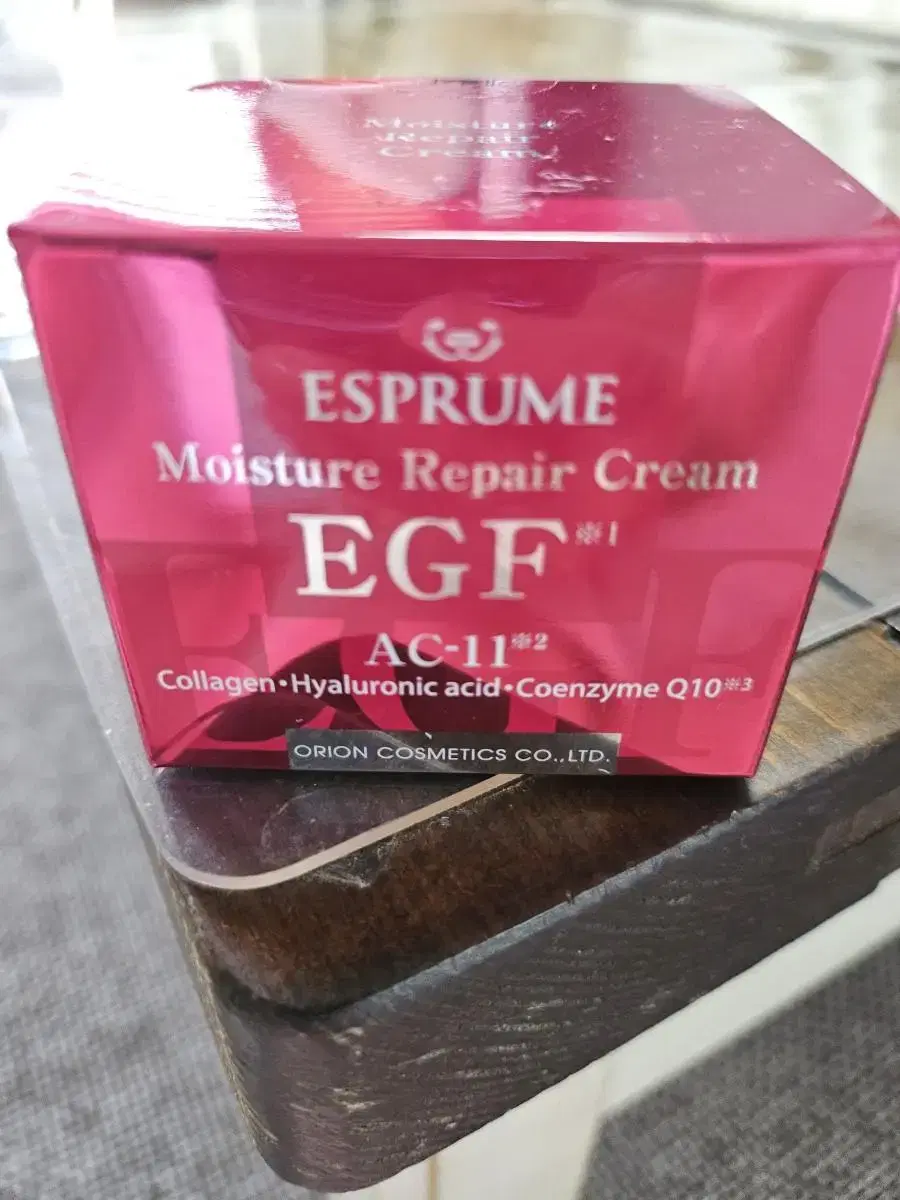 Moisture
Repair
Cream
ESPRUME
Moisture Repair Cream
EGF※1
AC-11※2
Collagen・Hyaluronic acid・Coenzyme Q10※3
ORION COSMETICS CO.,LTD.
EGF